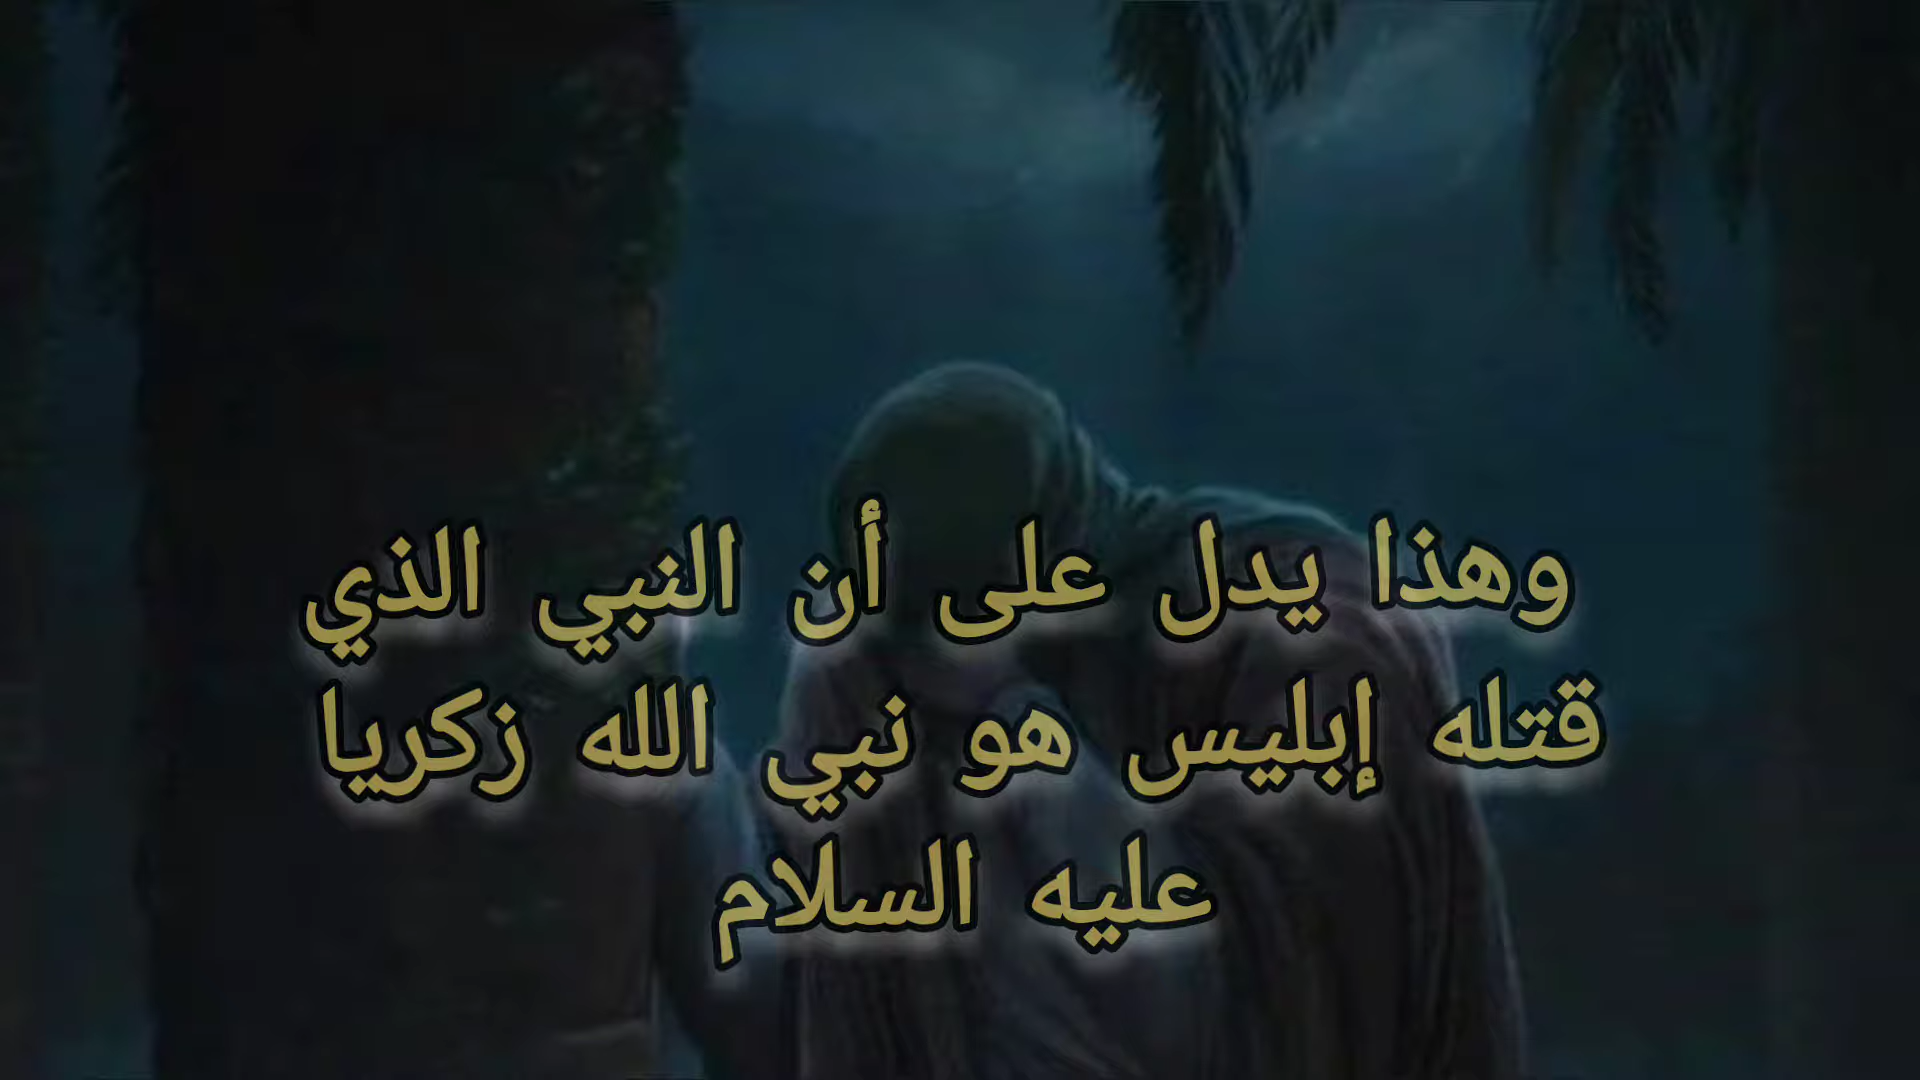 وهذا يدل على أن النبي الذي
قتله إبليس هو نبي الله زكريا
عليه السلام